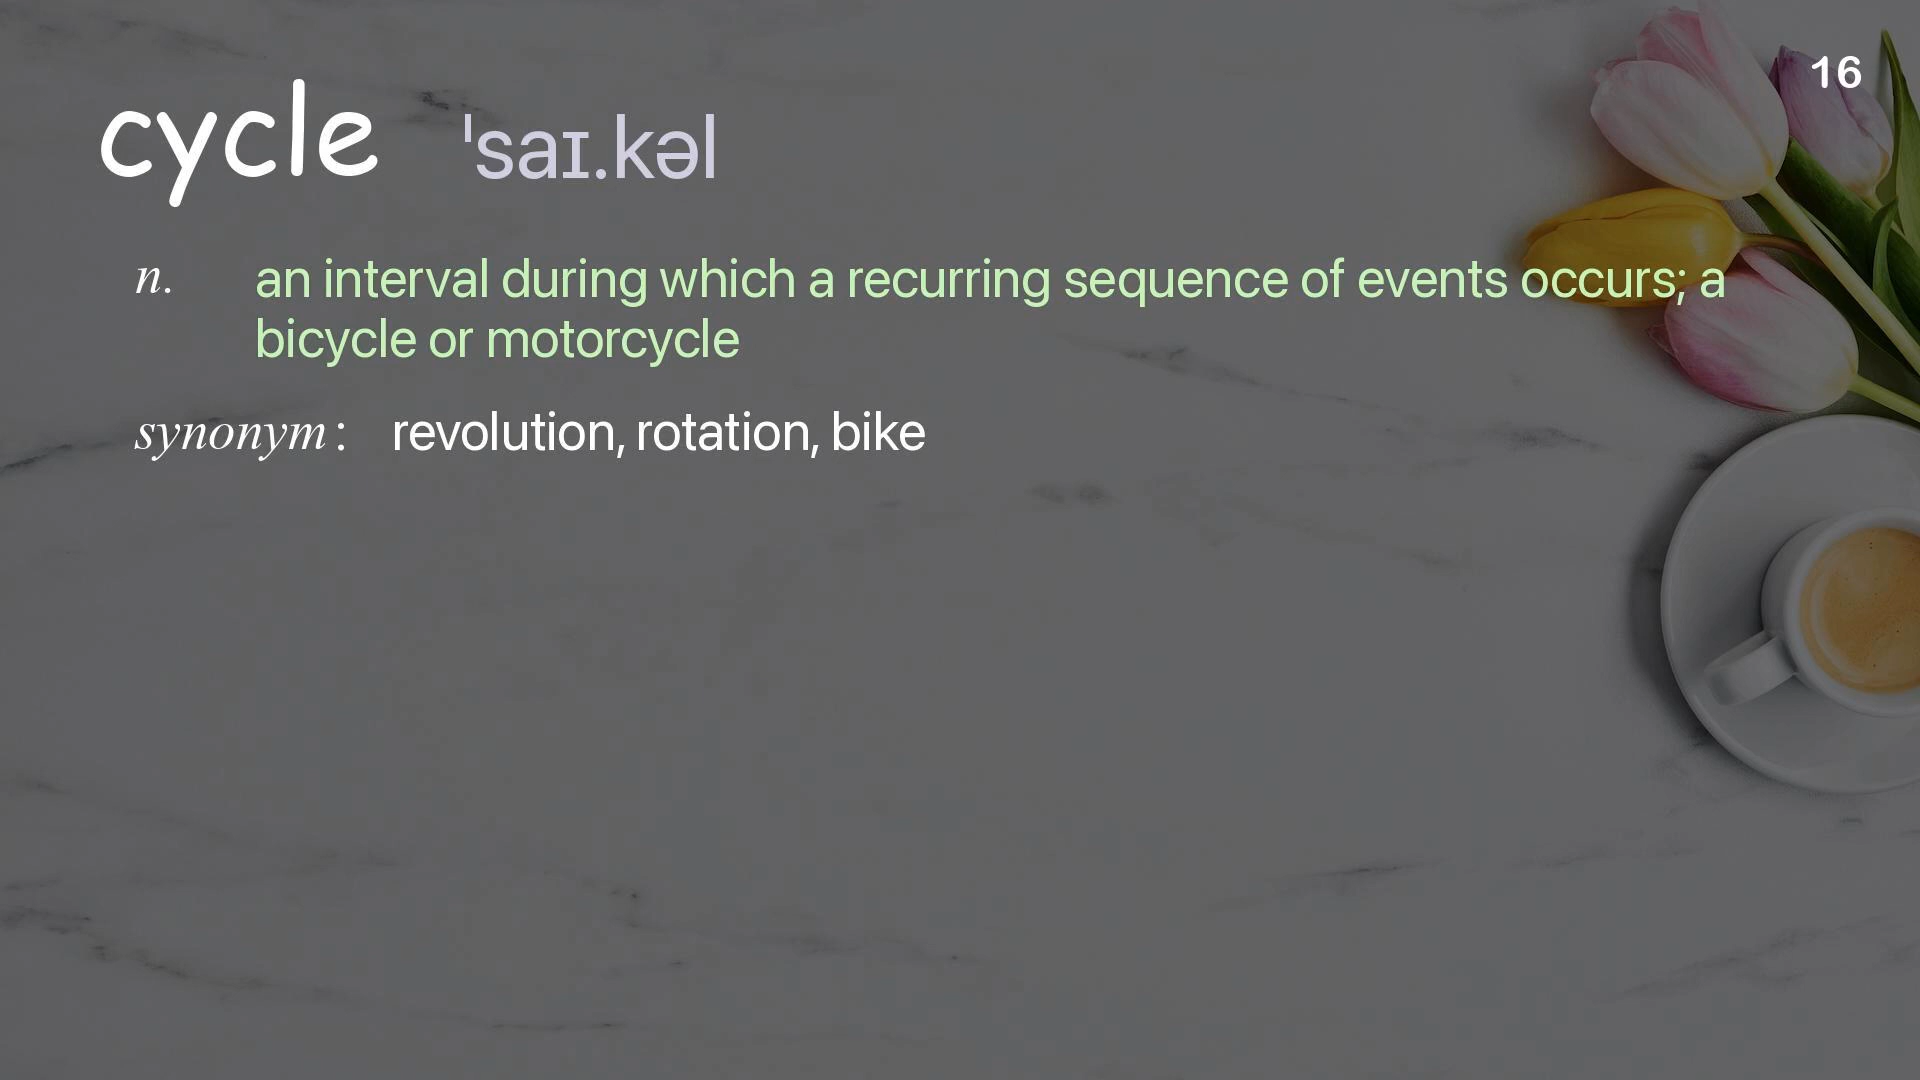 16
cycle ˈsaɪ.kəl
n. an interval during which a recurring sequence of events occurs; a
bicycle or motorcycle
synonym: revolution, rotation, bike